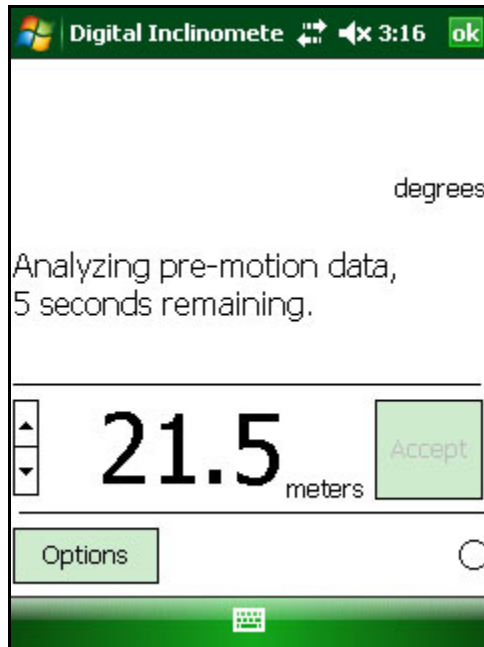 Digital Inclinomete 3:16 ok
degrees
Analyzing pre-motion data,
5 seconds remaining.
21.5 meters Accept
Options